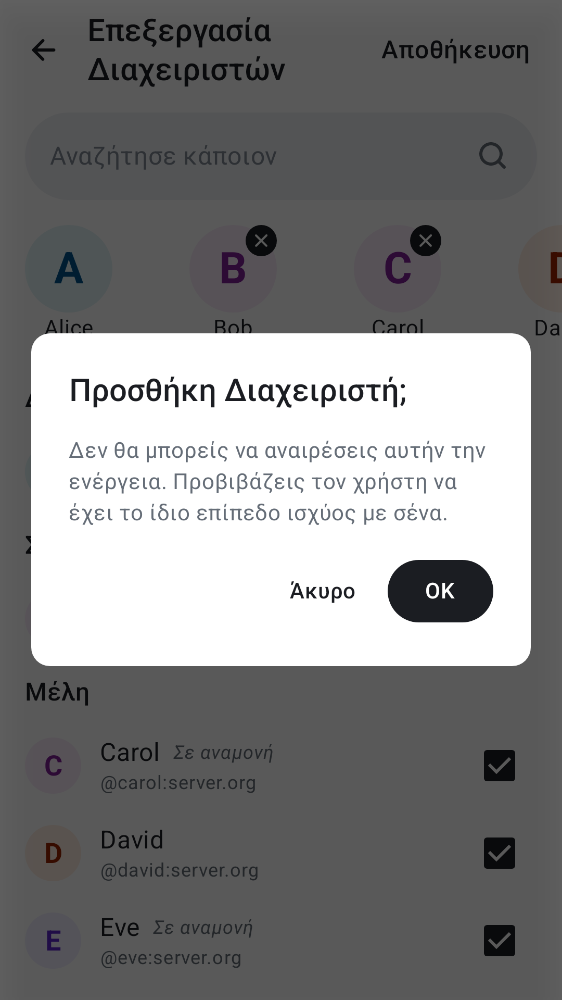 Επεξεργασία
Διαχειριστών
Αποθήκευση
Αναζήτησε κάποιον
A
B
C
Alice
Bob
Carol
Da
Προσθήκη Διαχειριστή;
Δεν θα μπορείς να αναιρέσεις αυτήν την
ενέργεια. Προβιβάζεις τον χρήστη να
έχει το ίδιο επίπεδο ισχύος με σένα.
Άκυρο
OK
Μέλη
C
Carol Σε αναμονή
@carol:server.org
D
David
@david:server.org
E
Eve Σε αναμονή
@eve:server.org